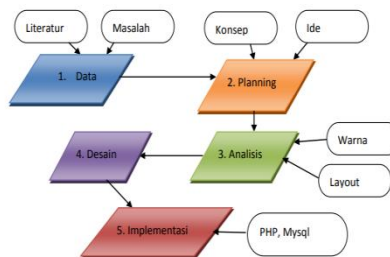 Literatur
Masalah
Konsep
Ide
1. Data
2. Planning
4. Desain
3. Analisis
Warna
Layout
5. Implementasi
PHP, Mysql